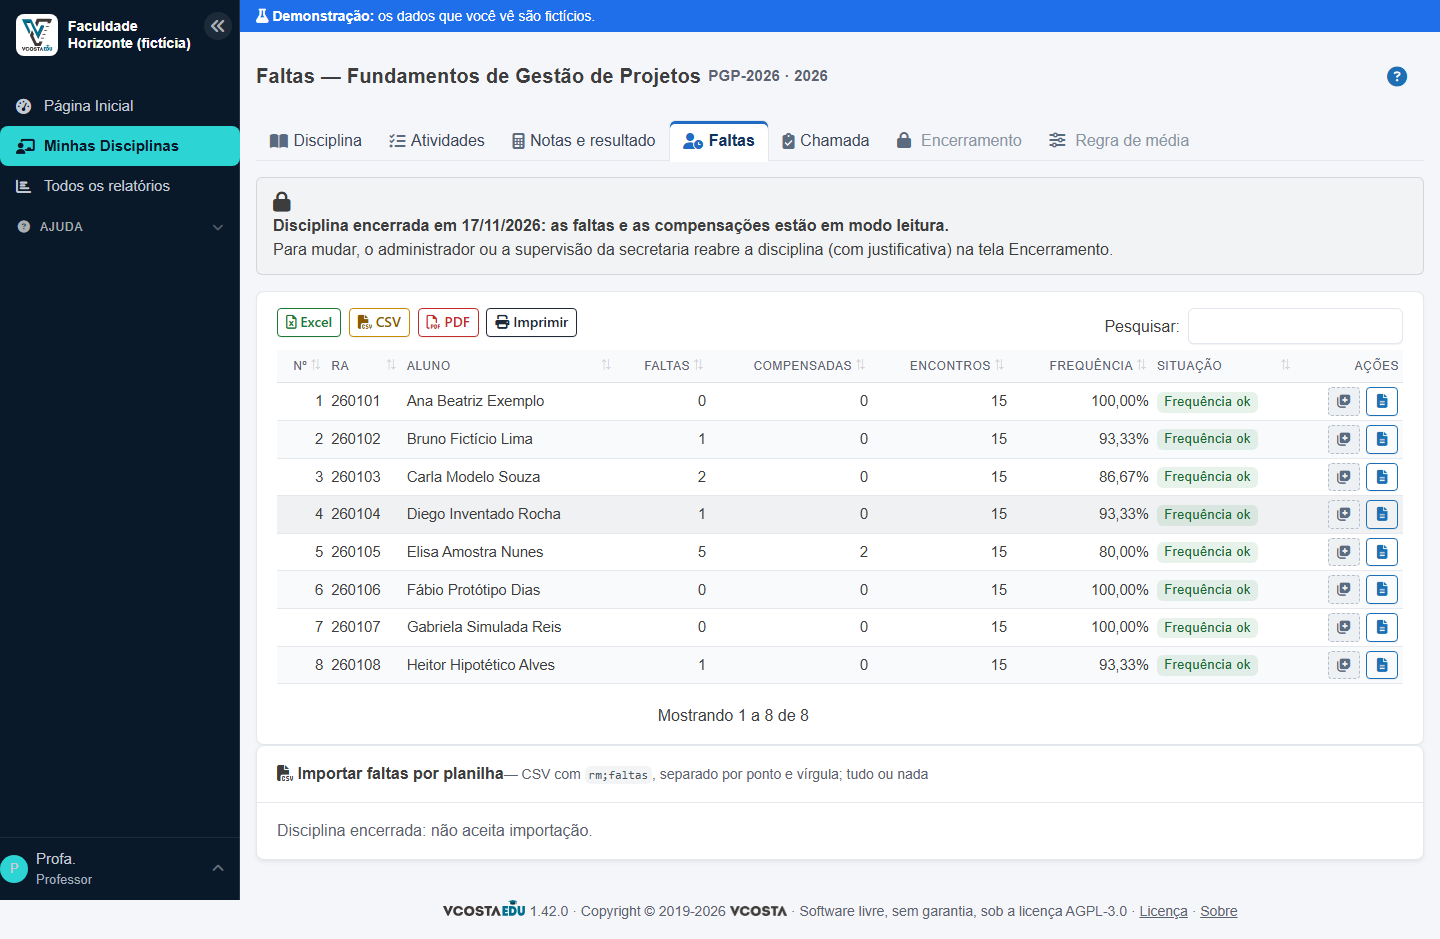 Faculdade
Horizonte (fictícia)
VCOSTAEDU
Demonstração: os dados que você vê são fictícios.
Página Inicial
Minhas Disciplinas
Todos os relatórios
AJUDA
Faltas — Fundamentos de Gestão de Projetos PGP-2026 · 2026
Disciplina Atividades Notas e resultado Faltas Chamada Encerramento Regra de média
Disciplina encerrada em 17/11/2026: as faltas e as compensações estão em modo leitura.
Para mudar, o administrador ou a supervisão da secretaria reabre a disciplina (com justificativa) na tela Encerramento.
Excel CSV PDF Imprimir Pesquisar:
Nº RA ALUNO FALTAS COMPENSADAS ENCONTROS FREQUÊNCIA SITUAÇÃO AÇÕES
1 260101 Ana Beatriz Exemplo 0 0 15 100,00% Frequência ok
2 260102 Bruno Fictício Lima 1 0 15 93,33% Frequência ok
3 260103 Carla Modelo Souza 2 0 15 86,67% Frequência ok
4 260104 Diego Inventado Rocha 1 0 15 93,33% Frequência ok
5 260105 Elisa Amostra Nunes 5 2 15 80,00% Frequência ok
6 260106 Fábio Protótipo Dias 0 0 15 100,00% Frequência ok
7 260107 Gabriela Simulada Reis 0 0 15 100,00% Frequência ok
8 260108 Heitor Hipotético Alves 1 0 15 93,33% Frequência ok
Mostrando 1 a 8 de 8
Importar faltas por planilha— CSV com rm;faltas, separado por ponto e vírgula; tudo ou nada
Disciplina encerrada: não aceita importação.
P
Profa.
Professor
VCOSTAEDU 1.42.0 · Copyright © 2019-2026 VCOSTA · Software livre, sem garantia, sob a licença AGPL-3.0 · Licença · Sobre